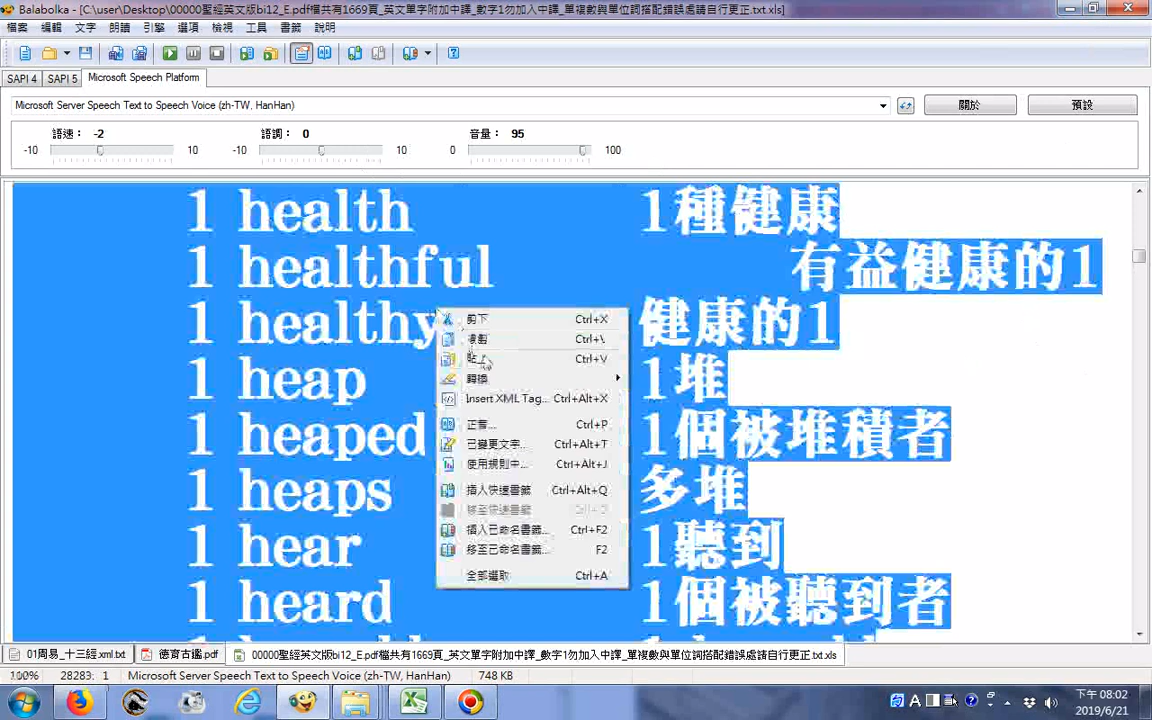 Balabolka - [C:\user\Desktop\00000聖經英文版bi12_E.pdf檔共有1669頁_英文單字附加中譯_數字1勿加入中譯_單複數與單位詞搭配錯誤處請自行更正.txt.xls]
檔案 編輯 文字 朗讀 引擎 選項 檢視 工具 書籤 說明
SAPI 4 SAPI 5 Microsoft Speech Platform
Microsoft Server Speech Text to Speech Voice (zh-TW, HanHan) 關於 預設
語速： -2 語調： 0 音量： 95
-10 10 -10 10 0 100
1 health 1種健康
1 healthful 有益健康的1
1 healthy 健康的1
1 heap 1堆
1 heaped 1個被堆積者
1 heaps 多堆
1 hear 1聽到
1 heard 1個被聽到者
剪下 Ctrl+X
複製 Ctrl+\
貼上 Ctrl+V
轉換
Insert XML Tag... Ctrl+Alt+X
正音... Ctrl+P
已變更文字... Ctrl+Alt+T
使用規則中... Ctrl+Alt+J
插入快速書籤 Ctrl+Alt+Q
移至快速書籤
插入已命名書籤... Ctrl+F2
移至已命名書籤... F2
全部選取 Ctrl+A
01周易_十三經.xml.txt 德育古鑑.pdf 00000聖經英文版bi12_E.pdf檔共有1669頁_英文單字附加中譯_數字1勿加入中譯_單複數與單位詞搭配錯誤處請自行更正.txt.xls
100% 28283: 1 Microsoft Server Speech Text to Speech Voice (zh-TW, HanHan) 748 KB
下午 08:02
2019/6/21